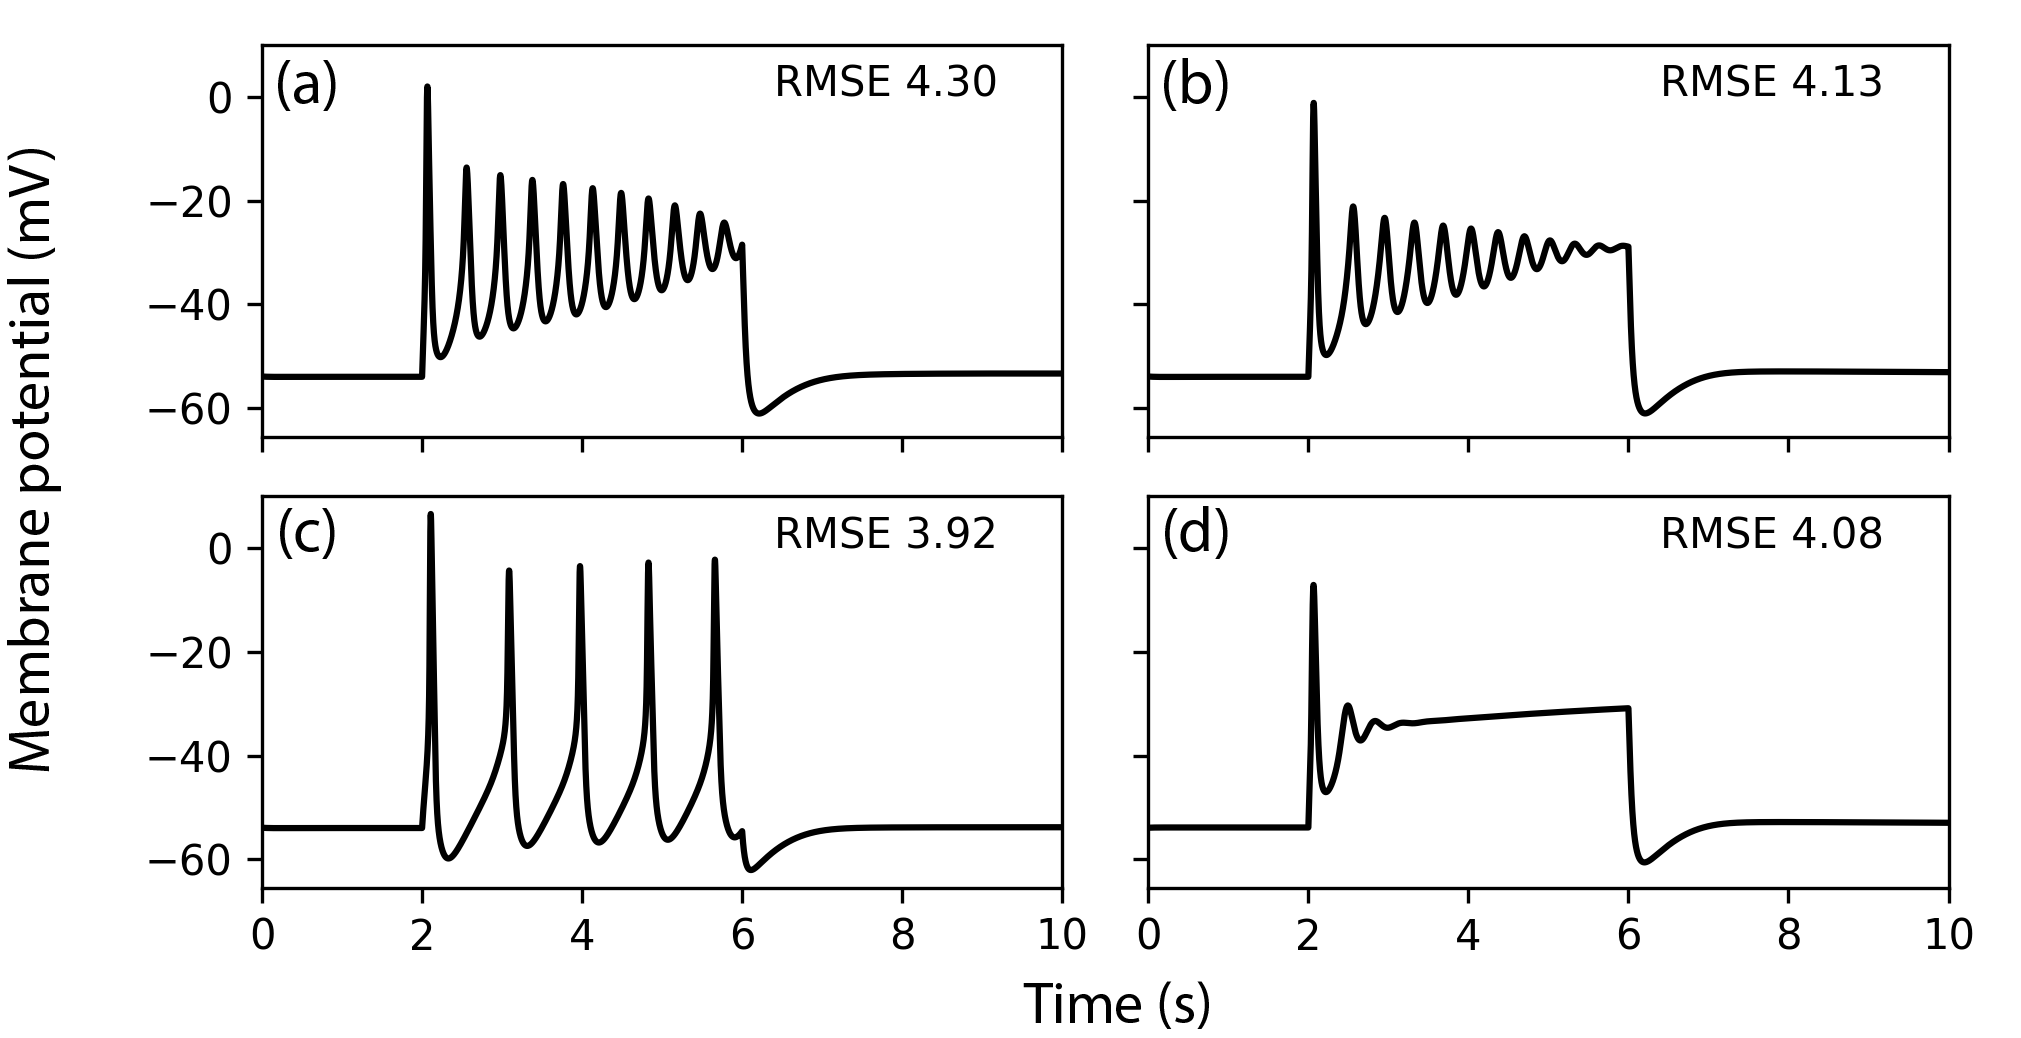 Membrane potential (mV)
(a)
RMSE 4.30
0
−20
−40
−60
(b)
RMSE 4.13
(c)
RMSE 3.92
0
−20
−40
−60
0 2 4 6 8 10
(d)
RMSE 4.08
0 2 4 6 8 10
Time (s)